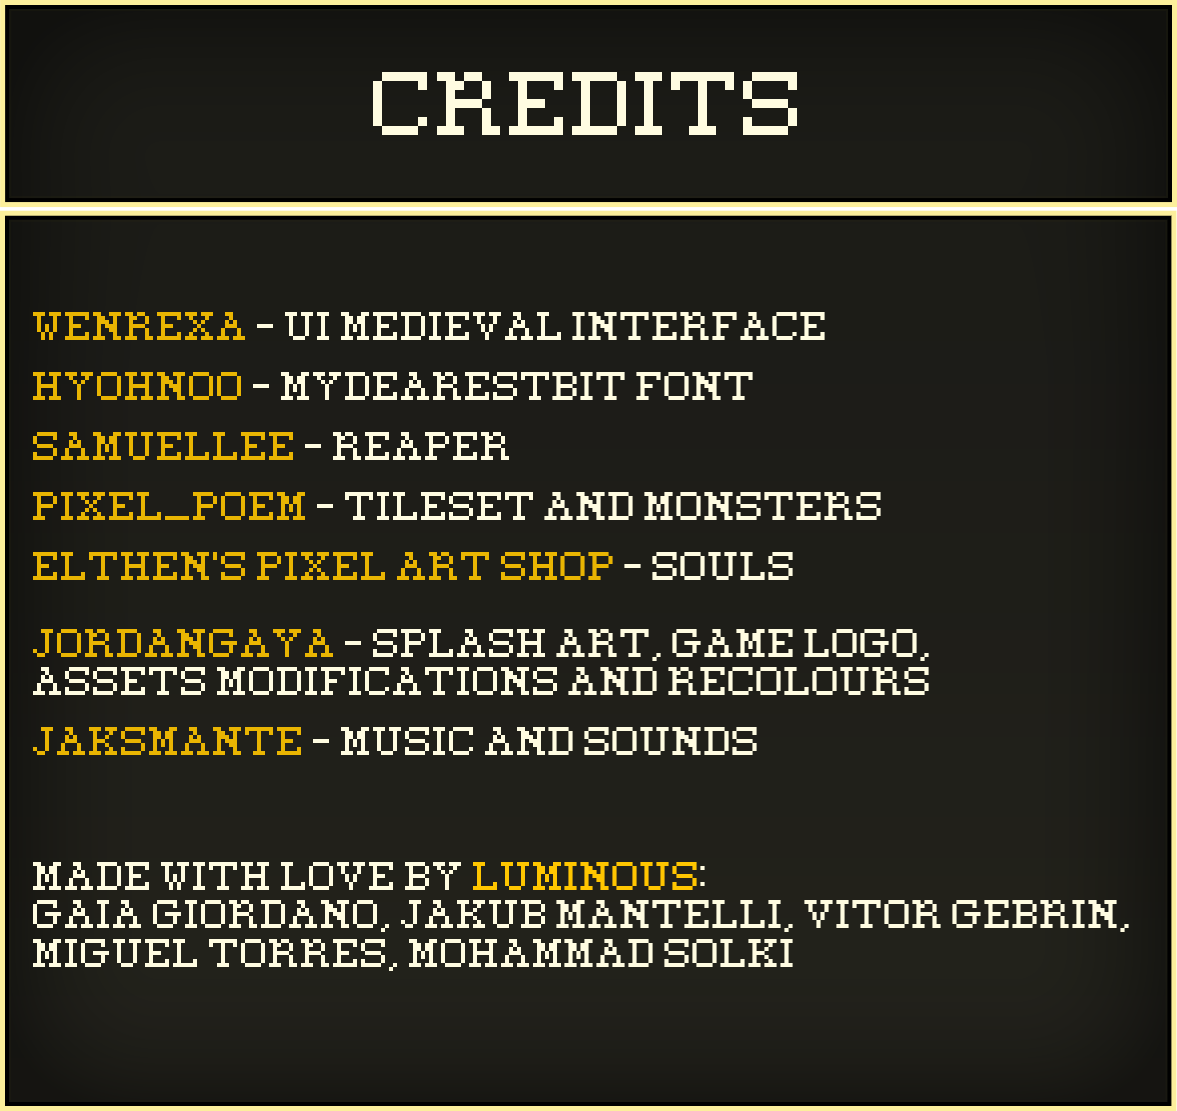 CREDITS
WENREXA - UI MEDIEVAL INTERFACE
HYOHNOO - MYDEARESTBIT FONT
SAMUELLEE - REAPER
PIXEL_POEM - TILESET AND MONSTERS
ELTHEN'S PIXEL ART SHOP - SOULS
JORDANGAYA - SPLASH ART, GAME LOGO,
ASSETS MODIFICATIONS AND RECOLOURS
JAKSMANTE - MUSIC AND SOUNDS
MADE WITH LOVE BY LUMINOUS:
GAIA GIORDANO, JAKUB MANTELLI, VITOR GEBRIN,
MIGUEL TORRES, MOHAMMAD SOLKI